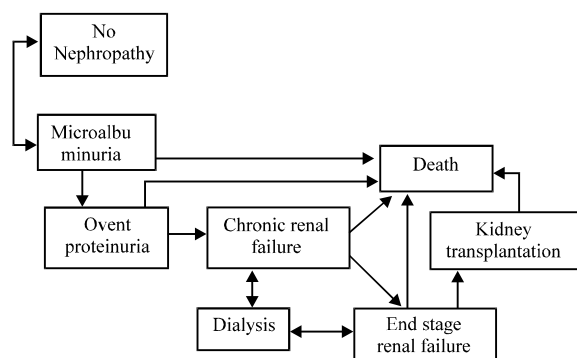 No
Nephropathy
Microalbu
minuria
Death
Ovent
proteinuria
Chronic renal
failure
Kidney
transplantation
Dialysis
End stage
renal failure